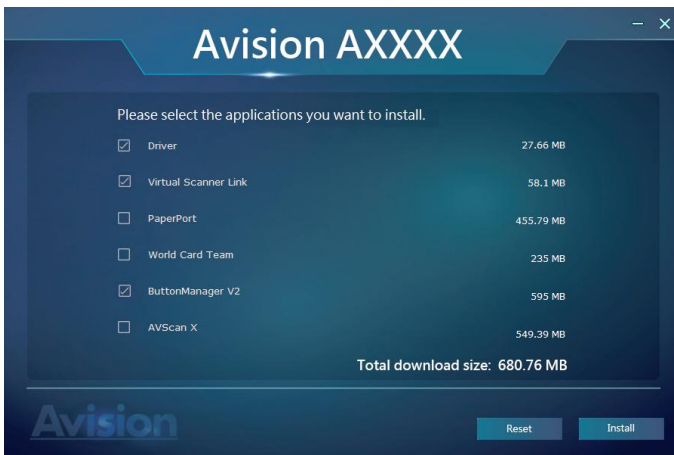 Avision AXXXX
Please select the applications you want to install.
Driver 27.66 MB
Virtual Scanner Link 58.1 MB
PaperPort 455.79 MB
World Card Team 235 MB
ButtonManager V2 595 MB
AVScan X 549.39 MB
Total download size: 680.76 MB
Avision
Reset Install